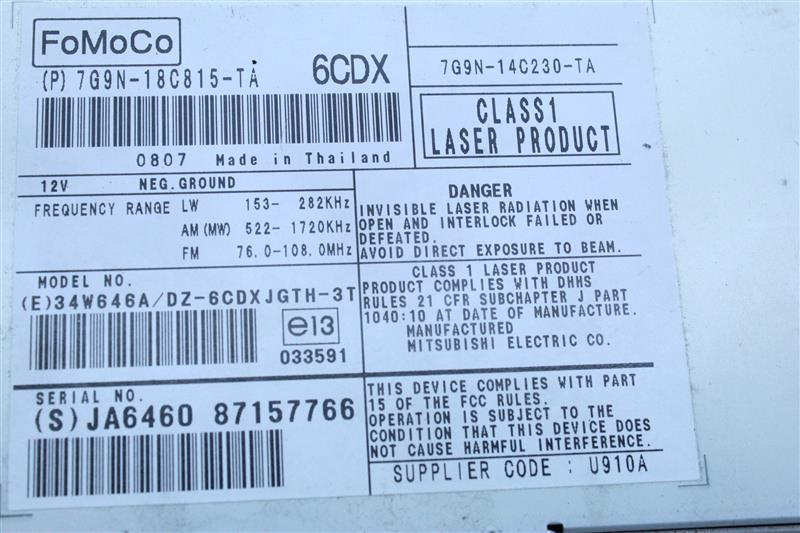 FoMoCo
(P) 7G9N-18C815-TA
6CDX
7G9N-14C230-TA
CLASS1
LASER PRODUCT
0807 Made in Thailand
12V NEG.GROUND
FREQUENCY RANGE LW 153- 282KHz
AM(MW) 522- 1720KHz
FM 76.0-108.0MHz
DANGER
INVISIBLE LASER RADIATION WHEN
OPEN AND INTERLOCK FAILED OR
DEFEATED.
AVOID DIRECT EXPOSURE TO BEAM.
MODEL NO.
(E)34W646A/DZ-6CDXJGTH-3T
e13
033591
CLASS 1 LASER PRODUCT
PRODUCT COMPLIES WITH DHHS
RULES 21 CFR SUBCHAPTER J PART
1040:10 AT DATE OF MANUFACTURE.
MANUFACTURED
MITSUBISHI ELECTRIC CO.
SERIAL NO.
(S)JA6460 87157766
THIS DEVICE COMPLIES WITH PART
15 OF THE FCC RULES.
OPERATION IS SUBJECT TO THE
CONDITION THAT THIS DEVICE DOES
NOT CAUSE HARMFUL INTERFERENCE.
SUPPLIER CODE : U910A